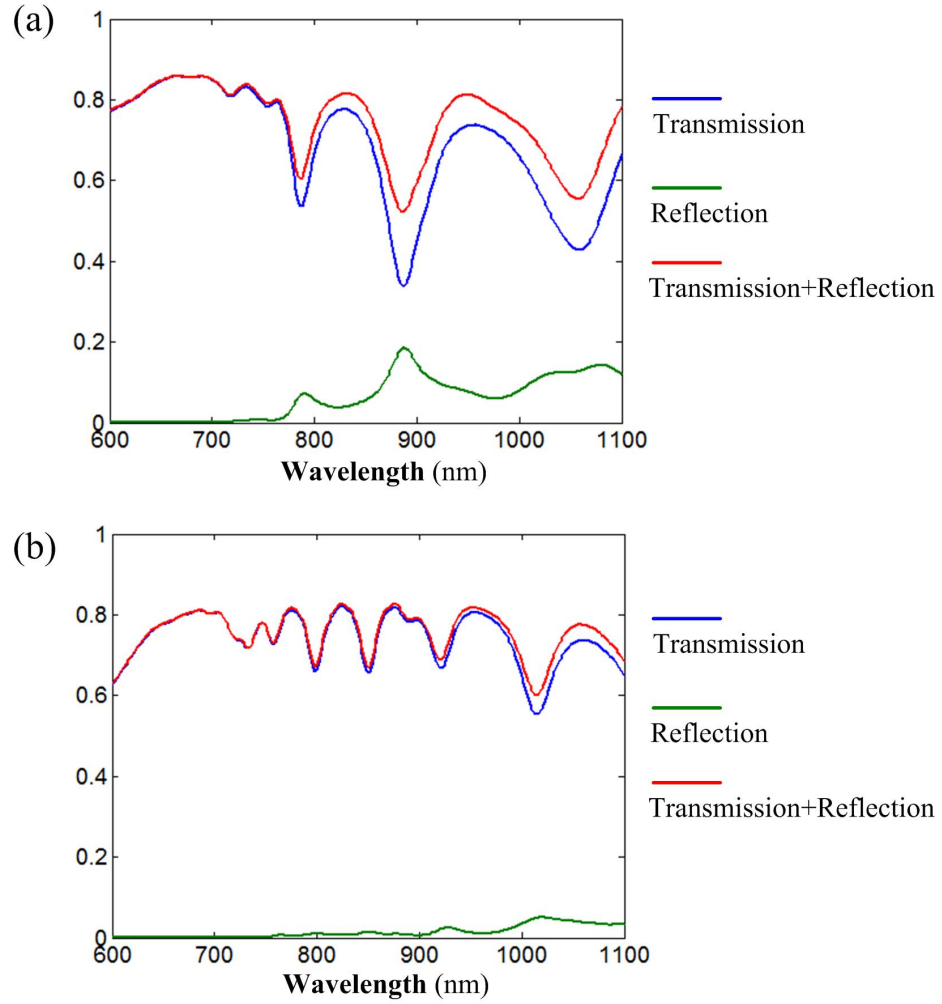 (a)
1
0.8
0.6
0.4
0.2
0
600 700 800 900 1000 1100
Wavelength (nm)
Transmission
Reflection
Transmission+Reflection
(b)
1
0.8
0.6
0.4
0.2
0
600 700 800 900 1000 1100
Wavelength (nm)
Transmission
Reflection
Transmission+Reflection